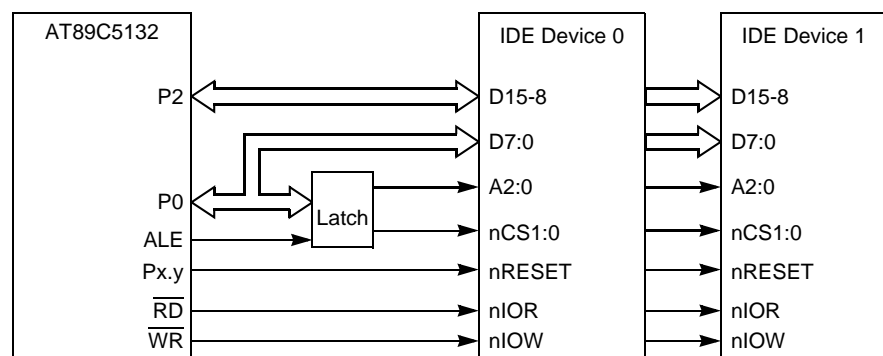 AT89C5132 IDE Device 0 IDE Device 1
P2 D15-8 D15-8
D7:0 D7:0
P0 Latch A2:0 A2:0
ALE nCS1:0 nCS1:0
Px.y nRESET nRESET
RD nIOR nIOR
WR nIOW nIOW